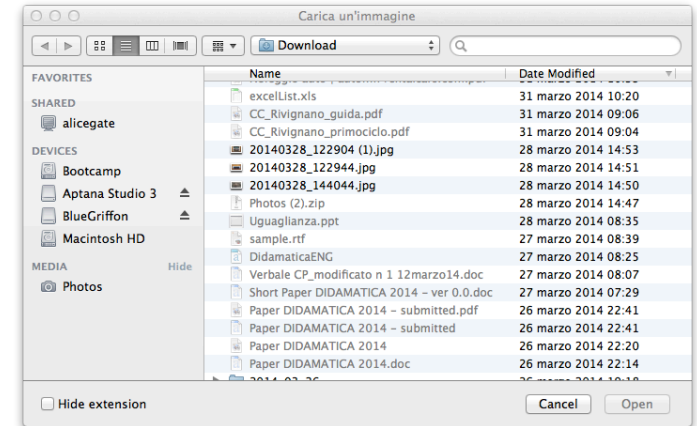 Carica un'immagine
Download
FAVORITES
SHARED
alicegate
DEVICES
Bootcamp
Aptana Studio 3
BlueGriffon
Macintosh HD
MEDIA Hide
Photos
Name Date Modified
excelList.xls 31 marzo 2014 10:20
CC_Rivignano_guida.pdf 31 marzo 2014 09:06
CC_Rivignano_primociclo.pdf 31 marzo 2014 09:04
20140328_122904 (1).jpg 28 marzo 2014 14:53
20140328_122944.jpg 28 marzo 2014 14:51
20140328_144044.jpg 28 marzo 2014 14:50
Photos (2).zip 28 marzo 2014 14:47
Uguaglianza.ppt 28 marzo 2014 08:35
sample.rtf 27 marzo 2014 08:39
DidamaticaENG 27 marzo 2014 08:25
Verbale CP_modificato n 1 12marzo14.doc 27 marzo 2014 08:07
Short Paper DIDAMATICA 2014 - ver 0.0.doc 27 marzo 2014 07:29
Paper DIDAMATICA 2014 - submitted.pdf 26 marzo 2014 22:41
Paper DIDAMATICA 2014 - submitted 26 marzo 2014 22:41
Paper DIDAMATICA 2014 26 marzo 2014 22:20
Paper DIDAMATICA 2014.doc 26 marzo 2014 22:14
Hide extension
Cancel Open